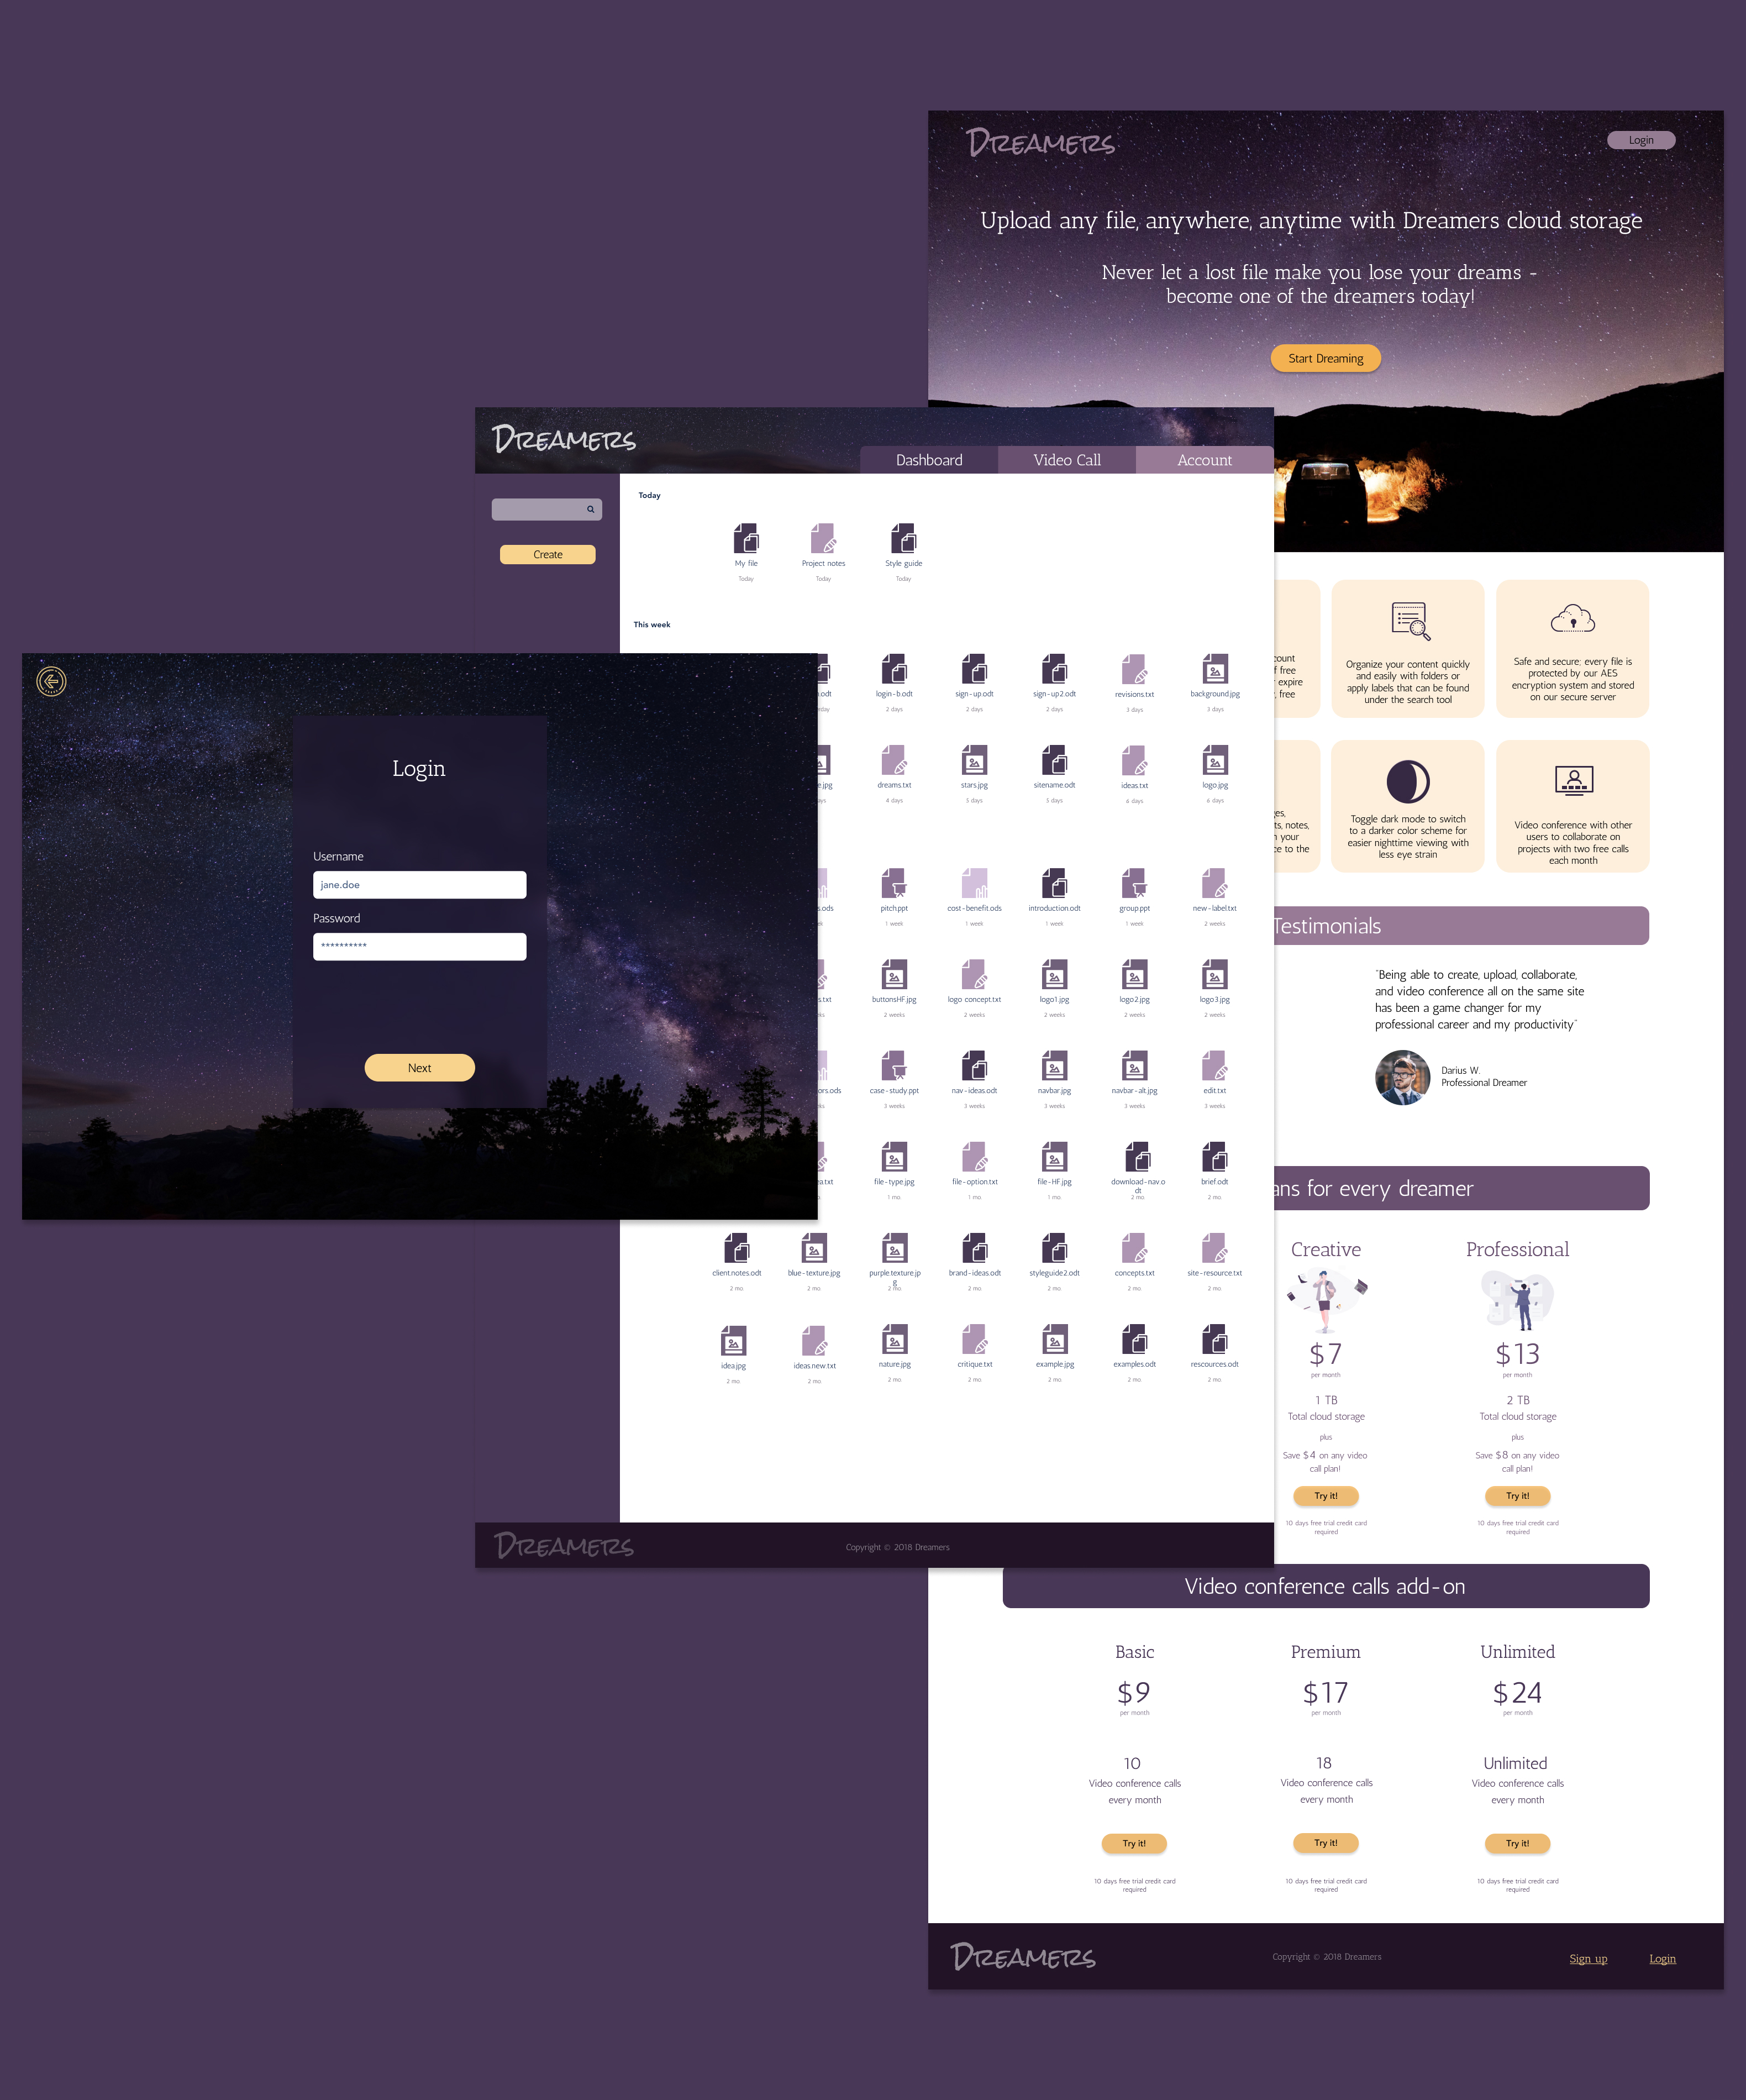 Dreamers
Login
Upload any file, anywhere, anytime with Dreamers cloud storage
Never let a lost file make you lose your dreams -
become one of the dreamers today!
Start Dreaming
Organize your content quickly
and easily with folders or
apply labels that can be found
under the search tool
Safe and secure; every file is
protected by our AES
encryption system and stored
on our secure server
f free
expire
, free
Toggle dark mode to switch
to a darker color scheme for
easier nighttime viewing with
less eye strain
Video conference with other
users to collaborate on
projects with two free calls
each month
ts, notes,
your
ce to the
Testimonials
"Being able to create, upload, collaborate,
and video conference all on the same site
has been a game changer for my
professional career and my productivity"
Darius W.
Professional Dreamer
ans for every dreamer
Creative
$7
per month
1 TB
Total cloud storage
plus
Save $4 on any video
call plan!
Try it!
10 days free trial credit card
required
Professional
$13
per month
2 TB
Total cloud storage
plus
Save $8 on any video
call plan!
Try it!
10 days free trial credit card
required
Video conference calls add-on
Basic
$9
per month
10
Video conference calls
every month
Try it!
10 days free trial credit card
required
Premium
$17
per month
18
Video conference calls
every month
Try it!
10 days free trial credit card
required
Unlimited
$24
per month
Unlimited
Video conference calls
every month
Try it!
10 days free trial credit card
required
Dreamers
Copyright © 2018 Dreamers
Sign up
Login
Dreamers
Dashboard
Video Call
Account
Create
Today
My file
Today
Project notes
Today
Style guide
Today
This week
login-b.odt
2 days
sign-up.odt
2 days
sign-up2.odt
2 days
revisions.txt
3 days
background.jpg
3 days
dreams.txt
4 days
stars.jpg
5 days
sitename.odt
5 days
ideas.txt
6 days
logo.jpg
6 days
pitch.ppt
1 week
cost-benefit.ods
1 week
introduction.odt
1 week
group.ppt
1 week
new-label.txt
2 weeks
buttonsHF.jpg
2 weeks
logo concept.txt
2 weeks
logo1.jpg
2 weeks
logo2.jpg
2 weeks
logo3.jpg
2 weeks
case-study.ppt
3 weeks
nav-ideas.odt
3 weeks
navbar.jpg
3 weeks
navbar-alt.jpg
3 weeks
edit.txt
3 weeks
file-type.jpg
1 mo.
file-option.txt
1 mo.
file-HF.jpg
1 mo.
download-nav.o
dt
2 mo.
brief.odt
2 mo.
client.notes.odt
2 mo.
blue-texture.jpg
2 mo.
purple.texture.jp
g
2 mo.
brand-ideas.odt
2 mo.
styleguide2.odt
2 mo.
concepts.txt
2 mo.
site-resource.txt
2 mo.
idea.jpg
2 mo.
ideas.new.txt
2 mo.
nature.jpg
2 mo.
critique.txt
2 mo.
example.jpg
2 mo.
examples.odt
2 mo.
rescources.odt
2 mo.
Dreamers
Copyright © 2018 Dreamers
Login
Username
jane.doe
Password
**********
Next